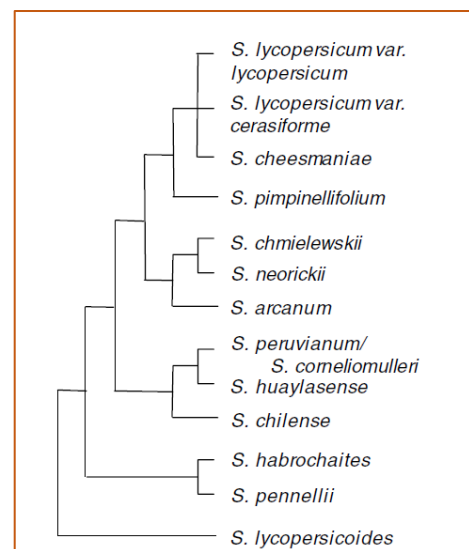 S. lycopersicum var.
lycopersicum
S. lycopersicum var.
cerasiforme
S. cheesmaniae
S. pimpinellifolium
S. chmielewskii
S. neorickii
S. arcanum
S. peruvianum/
S. corneliomulleri
S. huaylasense
S. chilense
S. habrochaites
S. pennellii
S. lycopersicoides